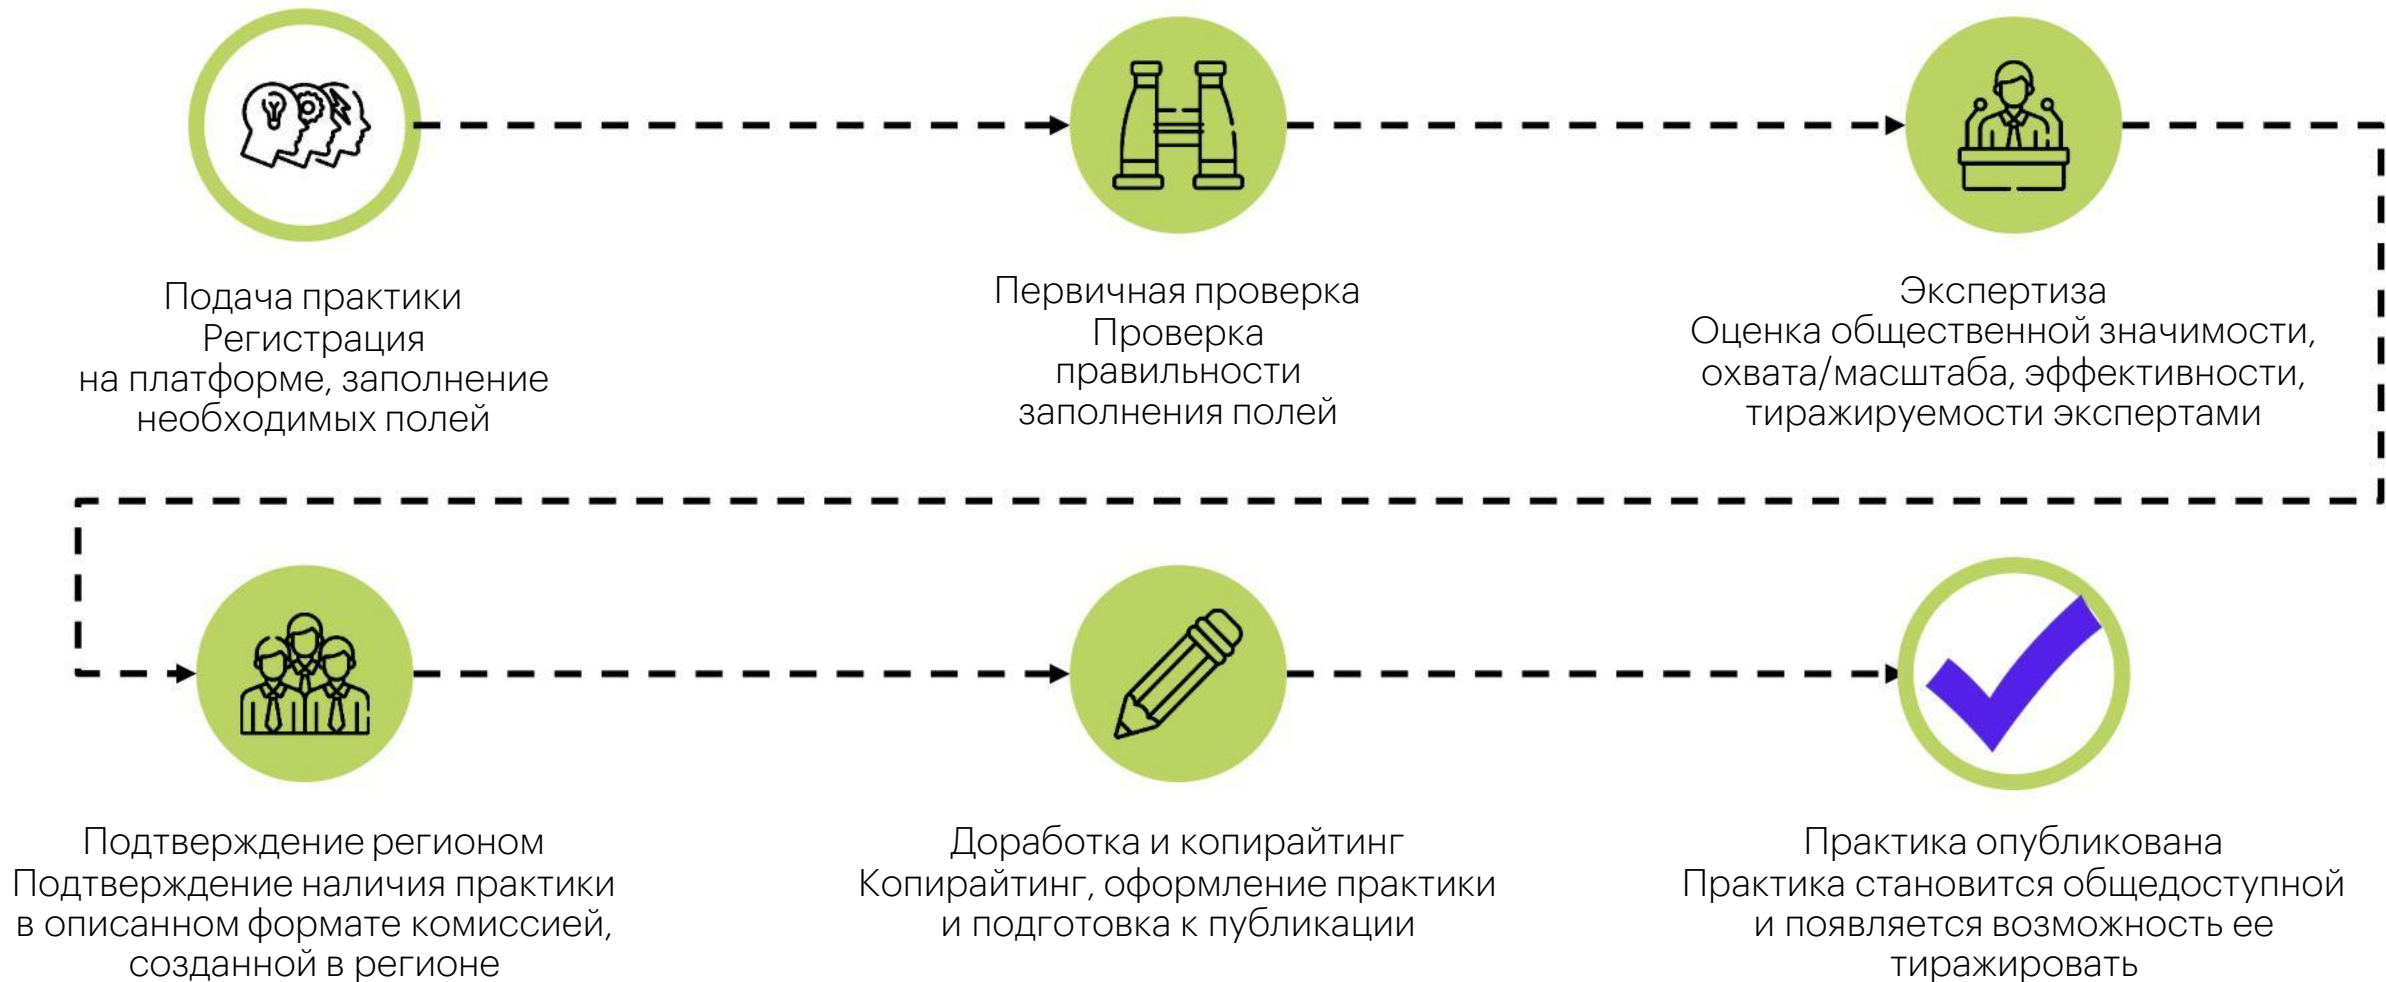 Подача практики
Регистрация
на платформе, заполнение
необходимых полей
Первичная проверка
Проверка
правильности
заполнения полей
Экспертиза
Оценка общественной значимости,
охвата/масштаба, эффективности,
тиражируемости экспертами
Подтверждение регионом
Подтверждение наличия практики
в описанном формате комиссией,
созданной в регионе
Доработка и копирайтинг
Копирайтинг, оформление практики
и подготовка к публикации
Практика опубликована
Практика становится общедоступной
и появляется возможность ее
тиражировать